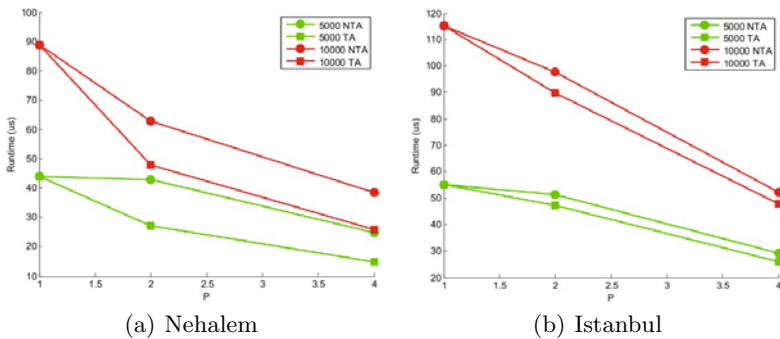 100
90
80
70
60
50
40
30
20
10
Runtime (us)
1
1.5
2
2.5
3
3.5
4
P
5000 NTA
5000 TA
10000 NTA
10000 TA
(a) Nehalem
120
110
100
90
80
70
60
50
40
30
20
Runtime (us)
1
1.5
2
2.5
3
3.5
4
P
5000 NTA
5000 TA
10000 NTA
10000 TA
(b) Istanbul